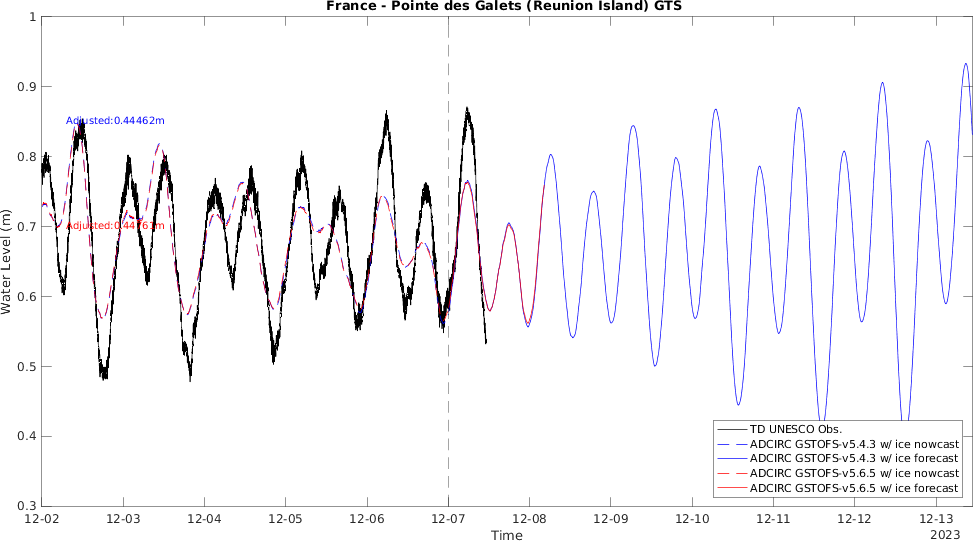 France - Pointe des Galets (Reunion Island) GTS
1
0.9
0.8
0.7
0.6
0.5
0.4
0.3
Water Level (m)
Adjusted:0.44462m
Adjusted:0.44761m
TD UNESCO Obs.
ADCIRC GSTOFS-v5.4.3 w/ ice nowcast
ADCIRC GSTOFS-v5.4.3 w/ ice forecast
ADCIRC GSTOFS-v5.6.5 w/ ice nowcast
ADCIRC GSTOFS-v5.6.5 w/ ice forecast
12-02 12-03 12-04 12-05 12-06 12-07 12-08 12-09 12-10 12-11 12-12 12-13
Time
2023